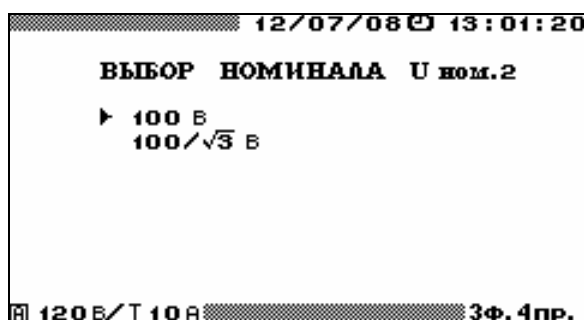 12/07/08 13:01:20
ВЫБОР НОМИНАЛА U ном.2
100 В
100/√3 В
А 120В/Т10А 3Ф.4пр.